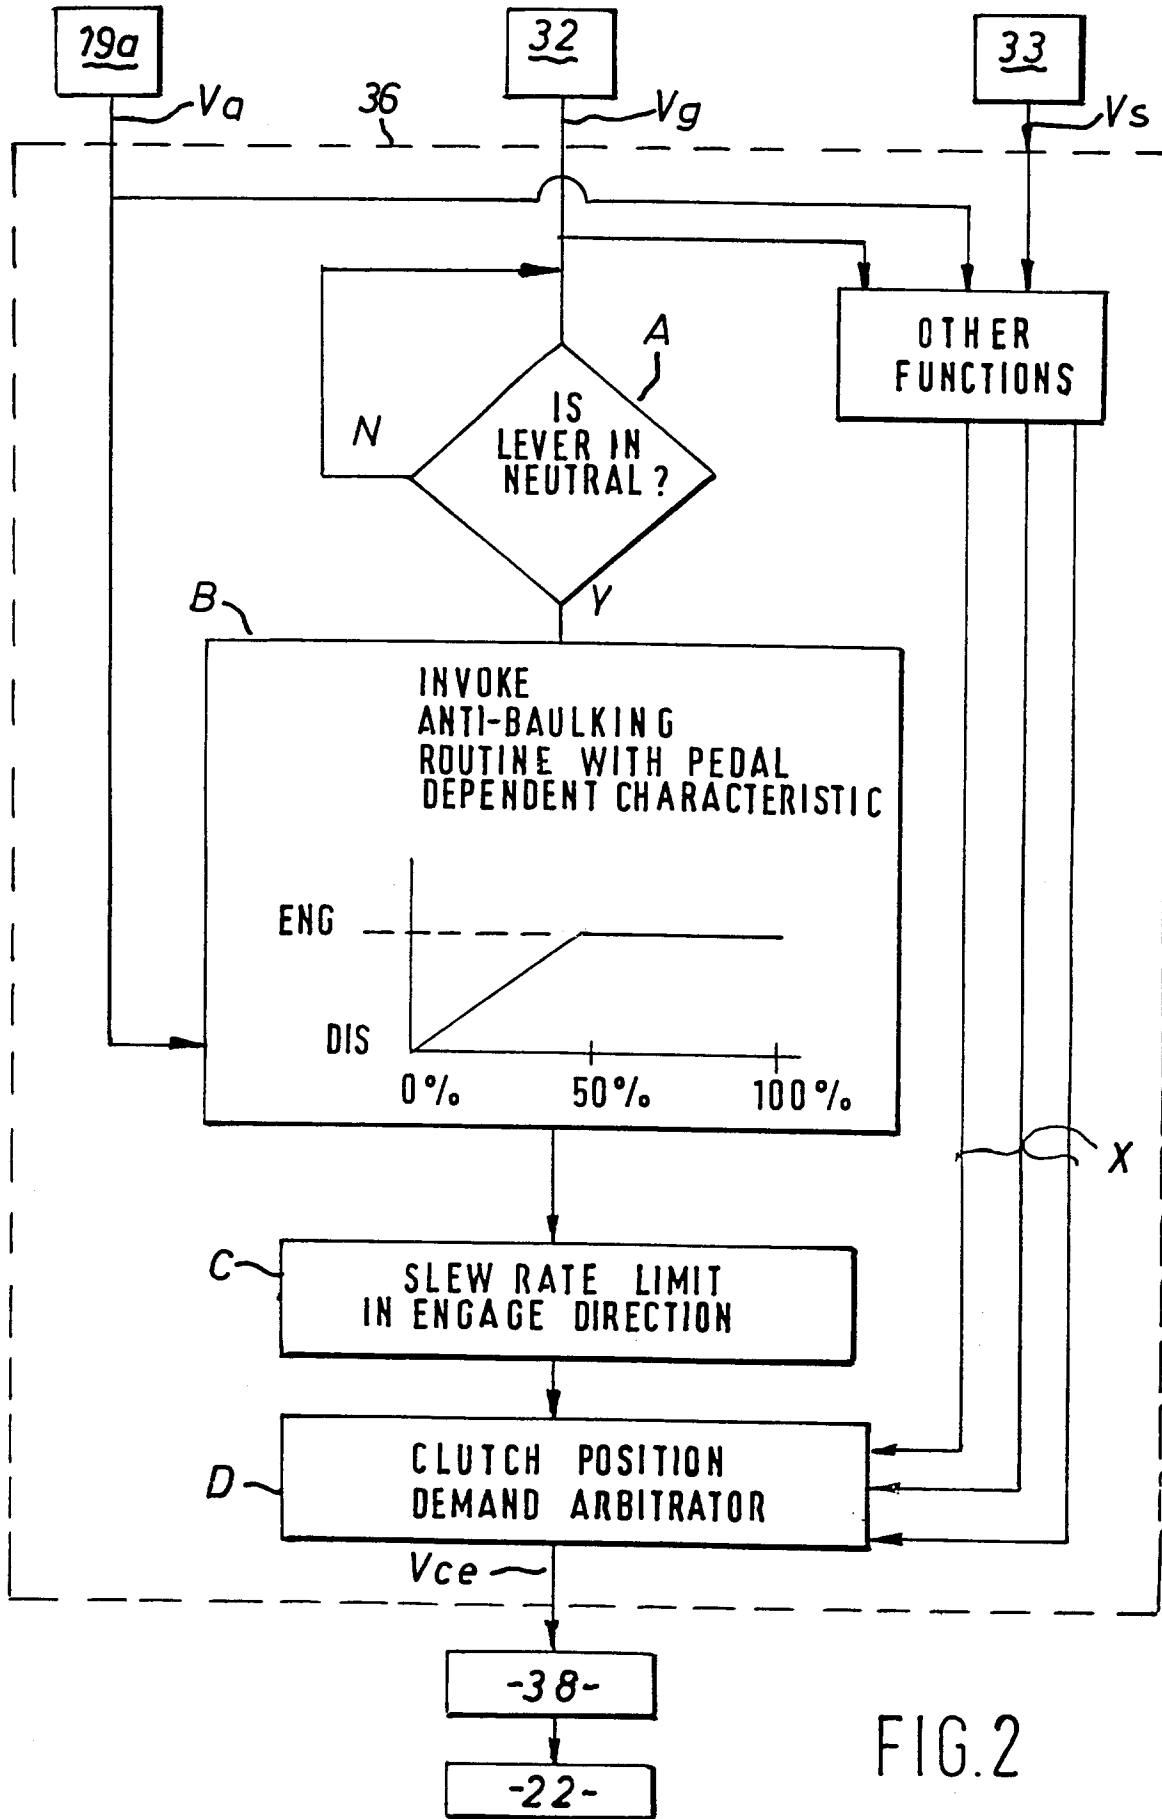 19a
32
33
Va
36
Vg
Vs
OTHER
FUNCTIONS
A
IS
LEVER IN
NEUTRAL?
N
Y
B
INVOKE
ANTI-BAULKING
ROUTINE WITH PEDAL
DEPENDENT CHARACTERISTIC
ENG
DIS
0%
50%
100%
X
C
SLEW RATE LIMIT
IN ENGAGE DIRECTION
D
CLUTCH POSITION
DEMAND ARBITRATOR
Vce
-38-
-22-
FIG.2